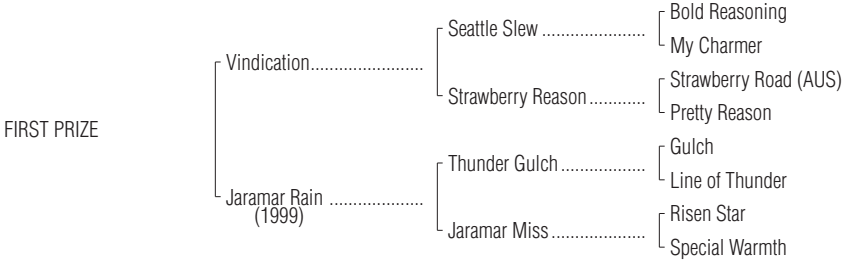 Bold Reasoning
Seattle Slew ......................
My Charmer
Vindication........................
Strawberry Road (AUS)
Strawberry Reason............
Pretty Reason
FIRST PRIZE
Gulch
Thunder Gulch..................
Line of Thunder
Jaramar Rain ....................
(1999)
Risen Star
Jaramar Miss....................
Special Warmth